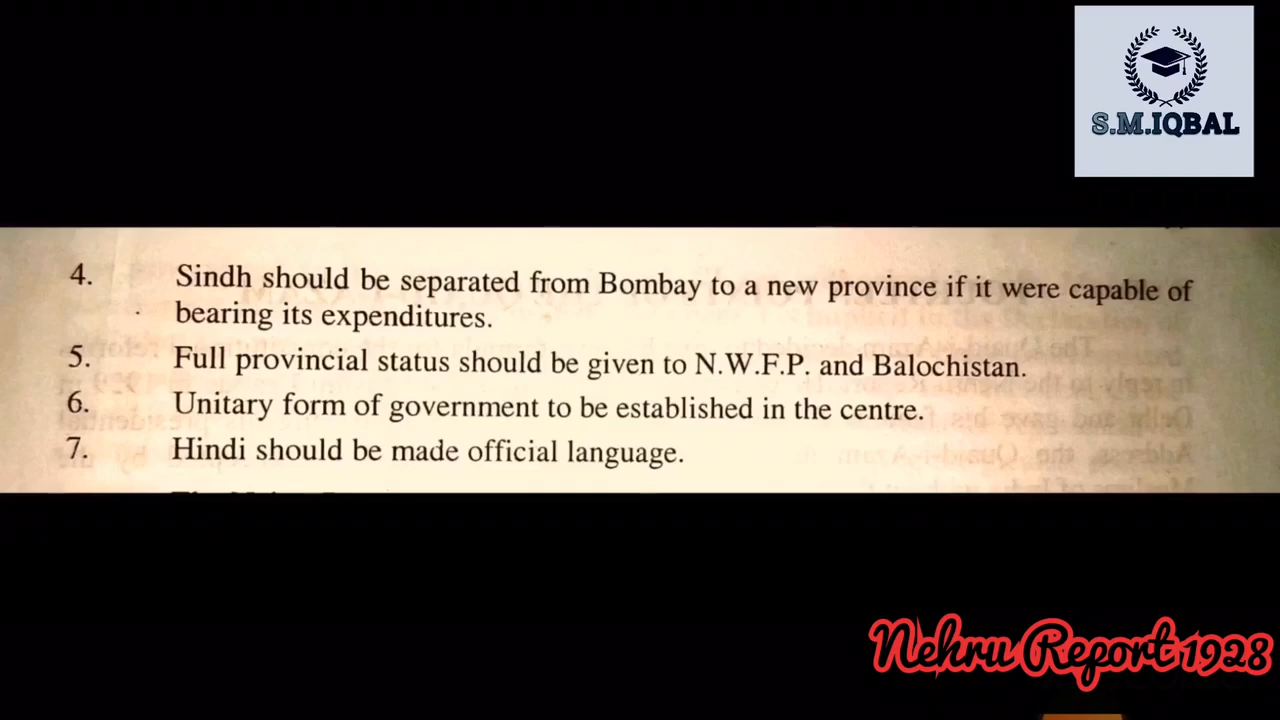 S.M.IQBAL
4. Sindh should be separated from Bombay to a new province if it were capable of
bearing its expenditures.
5. Full provincial status should be given to N.W.F.P. and Balochistan.
6. Unitary form of government to be established in the centre.
7. Hindi should be made official language.
Nehru Report 1928